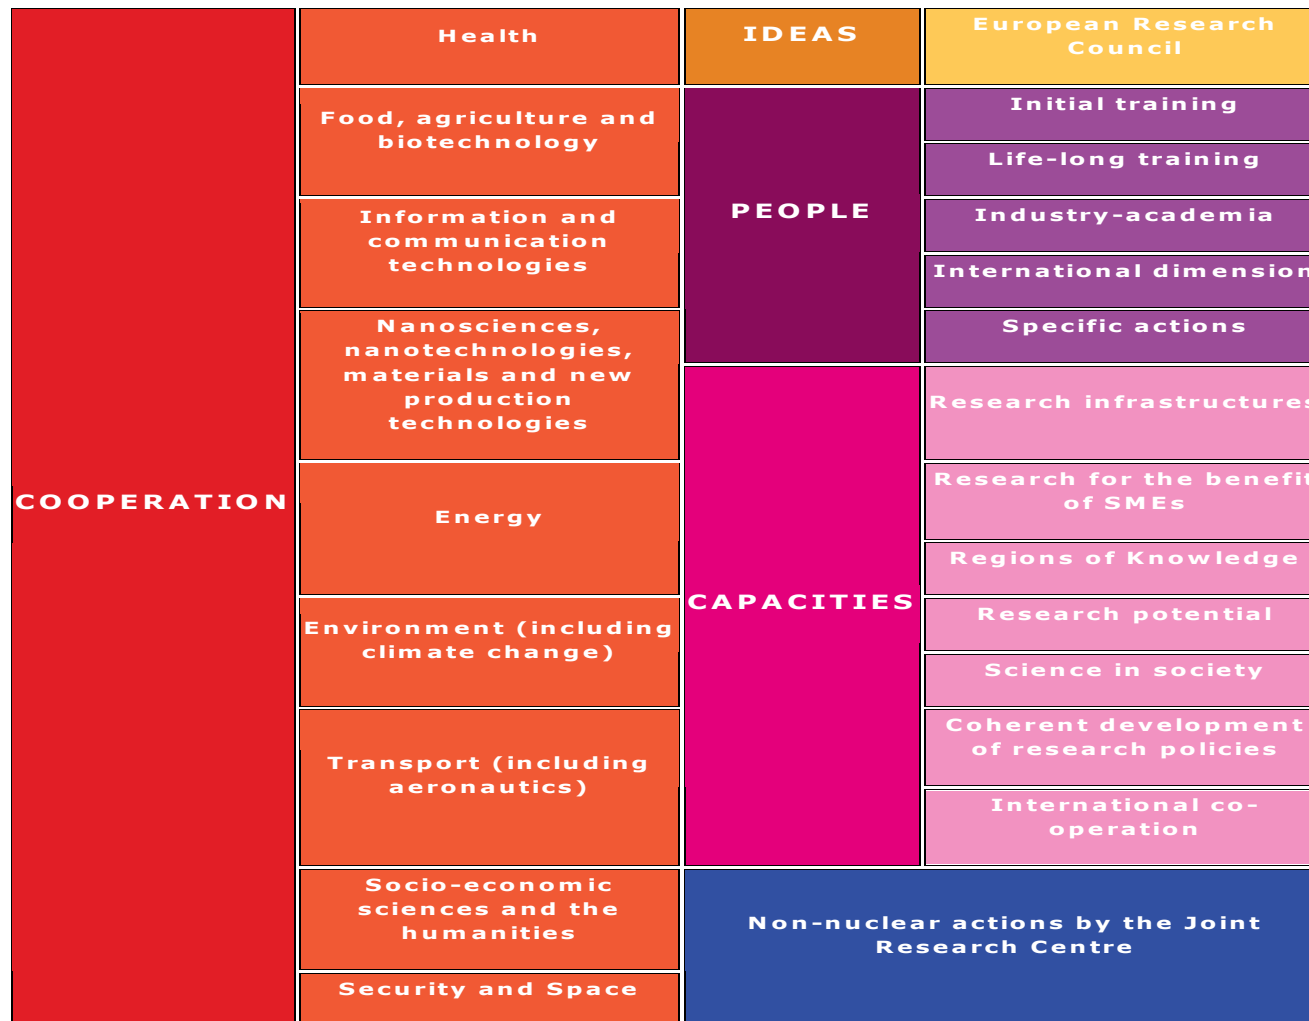 COOPERATION
Health
Food, agriculture and
biotechnology
Information and
communication
technologies
Nanosciences,
nanotechnologies,
materials and new
production
technologies
Energy
Environment (including
climate change)
Transport (including
aeronautics)
Socio-economic
sciences and the
humanities
Security and Space
IDEAS
European Research
Council
PEOPLE
Initial training
Life-long training
Industry-academia
International dimension
Specific actions
CAPACITIES
Research infrastructures
Research for the benefit
of SMEs
Regions of Knowledge
Research potential
Science in society
Coherent development
of research policies
International co-
operation
Non-nuclear actions by the Joint
Research Centre